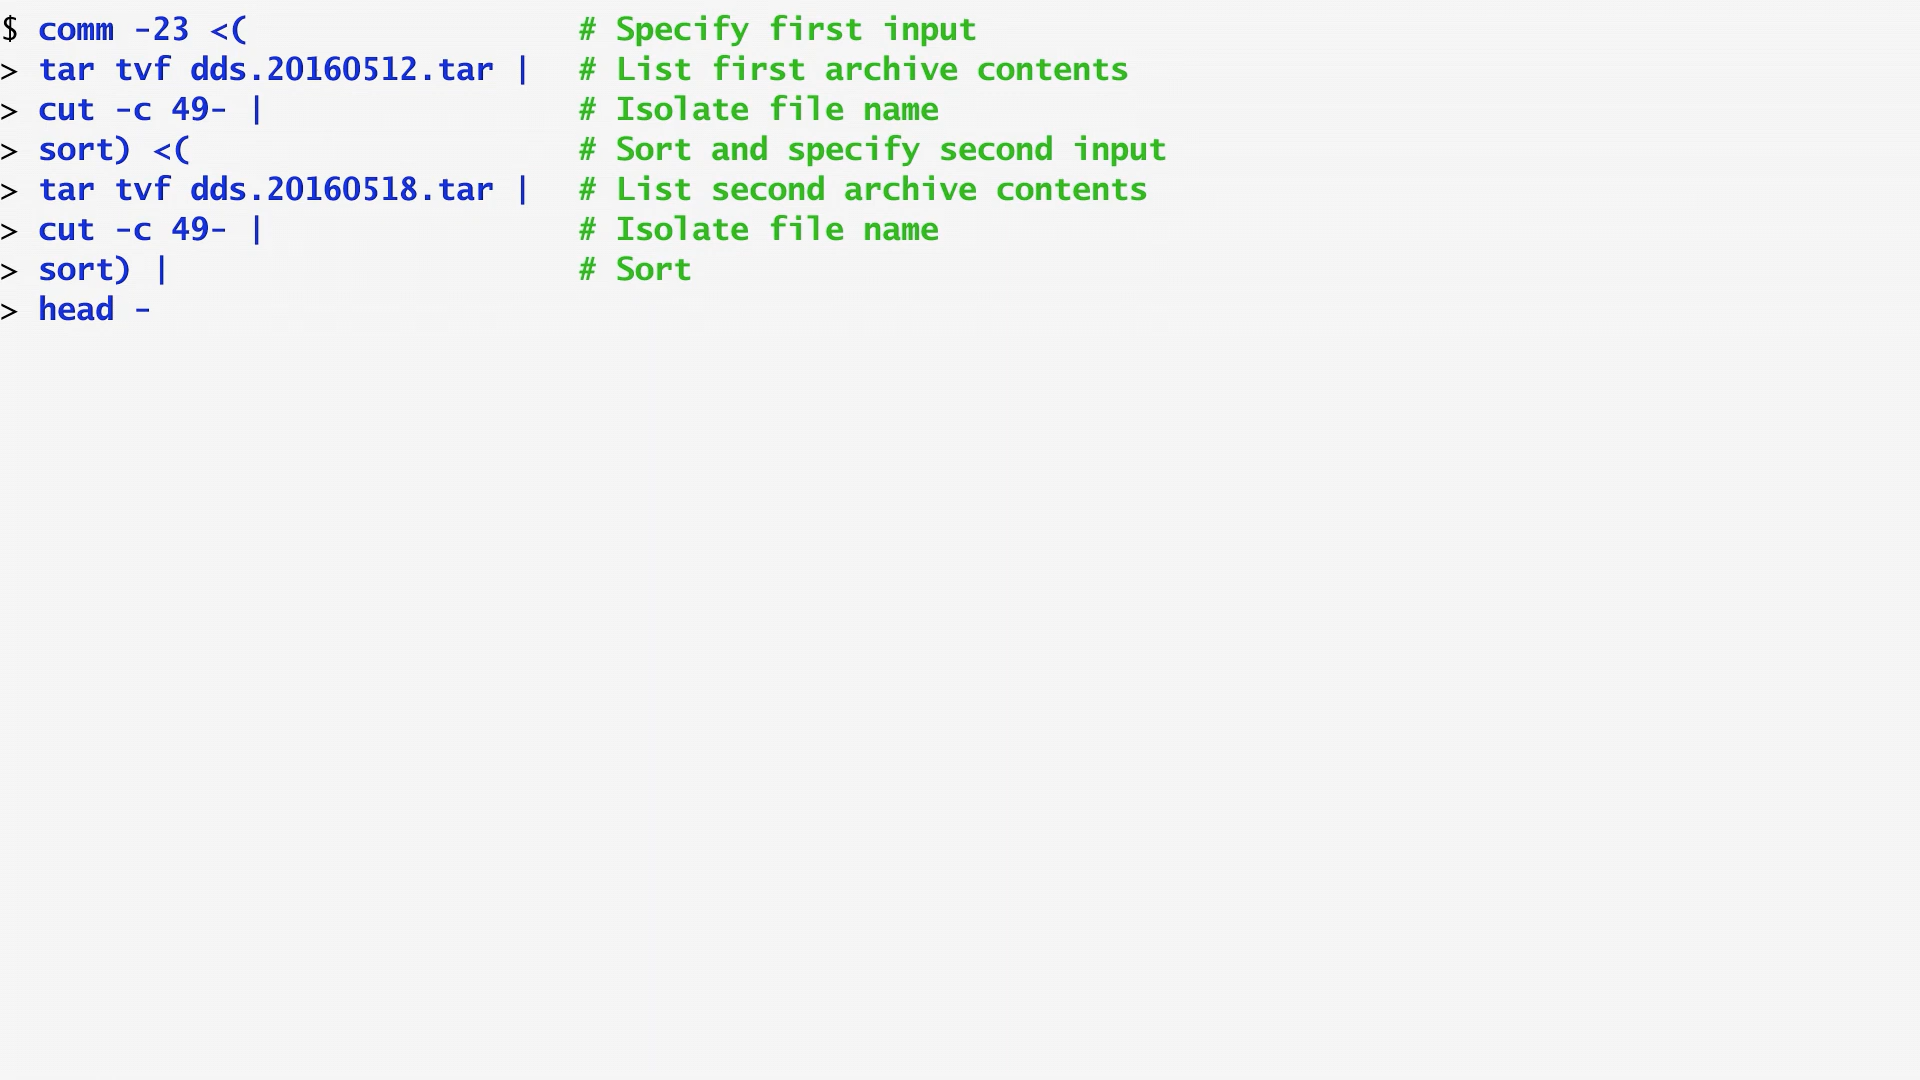 $ comm -23 <( # Specify first input
> tar tvf dds.20160512.tar | # List first archive contents
> cut -c 49- | # Isolate file name
> sort) <( # Sort and specify second input
> tar tvf dds.20160518.tar | # List second archive contents
> cut -c 49- | # Isolate file name
> sort) | # Sort
> head -